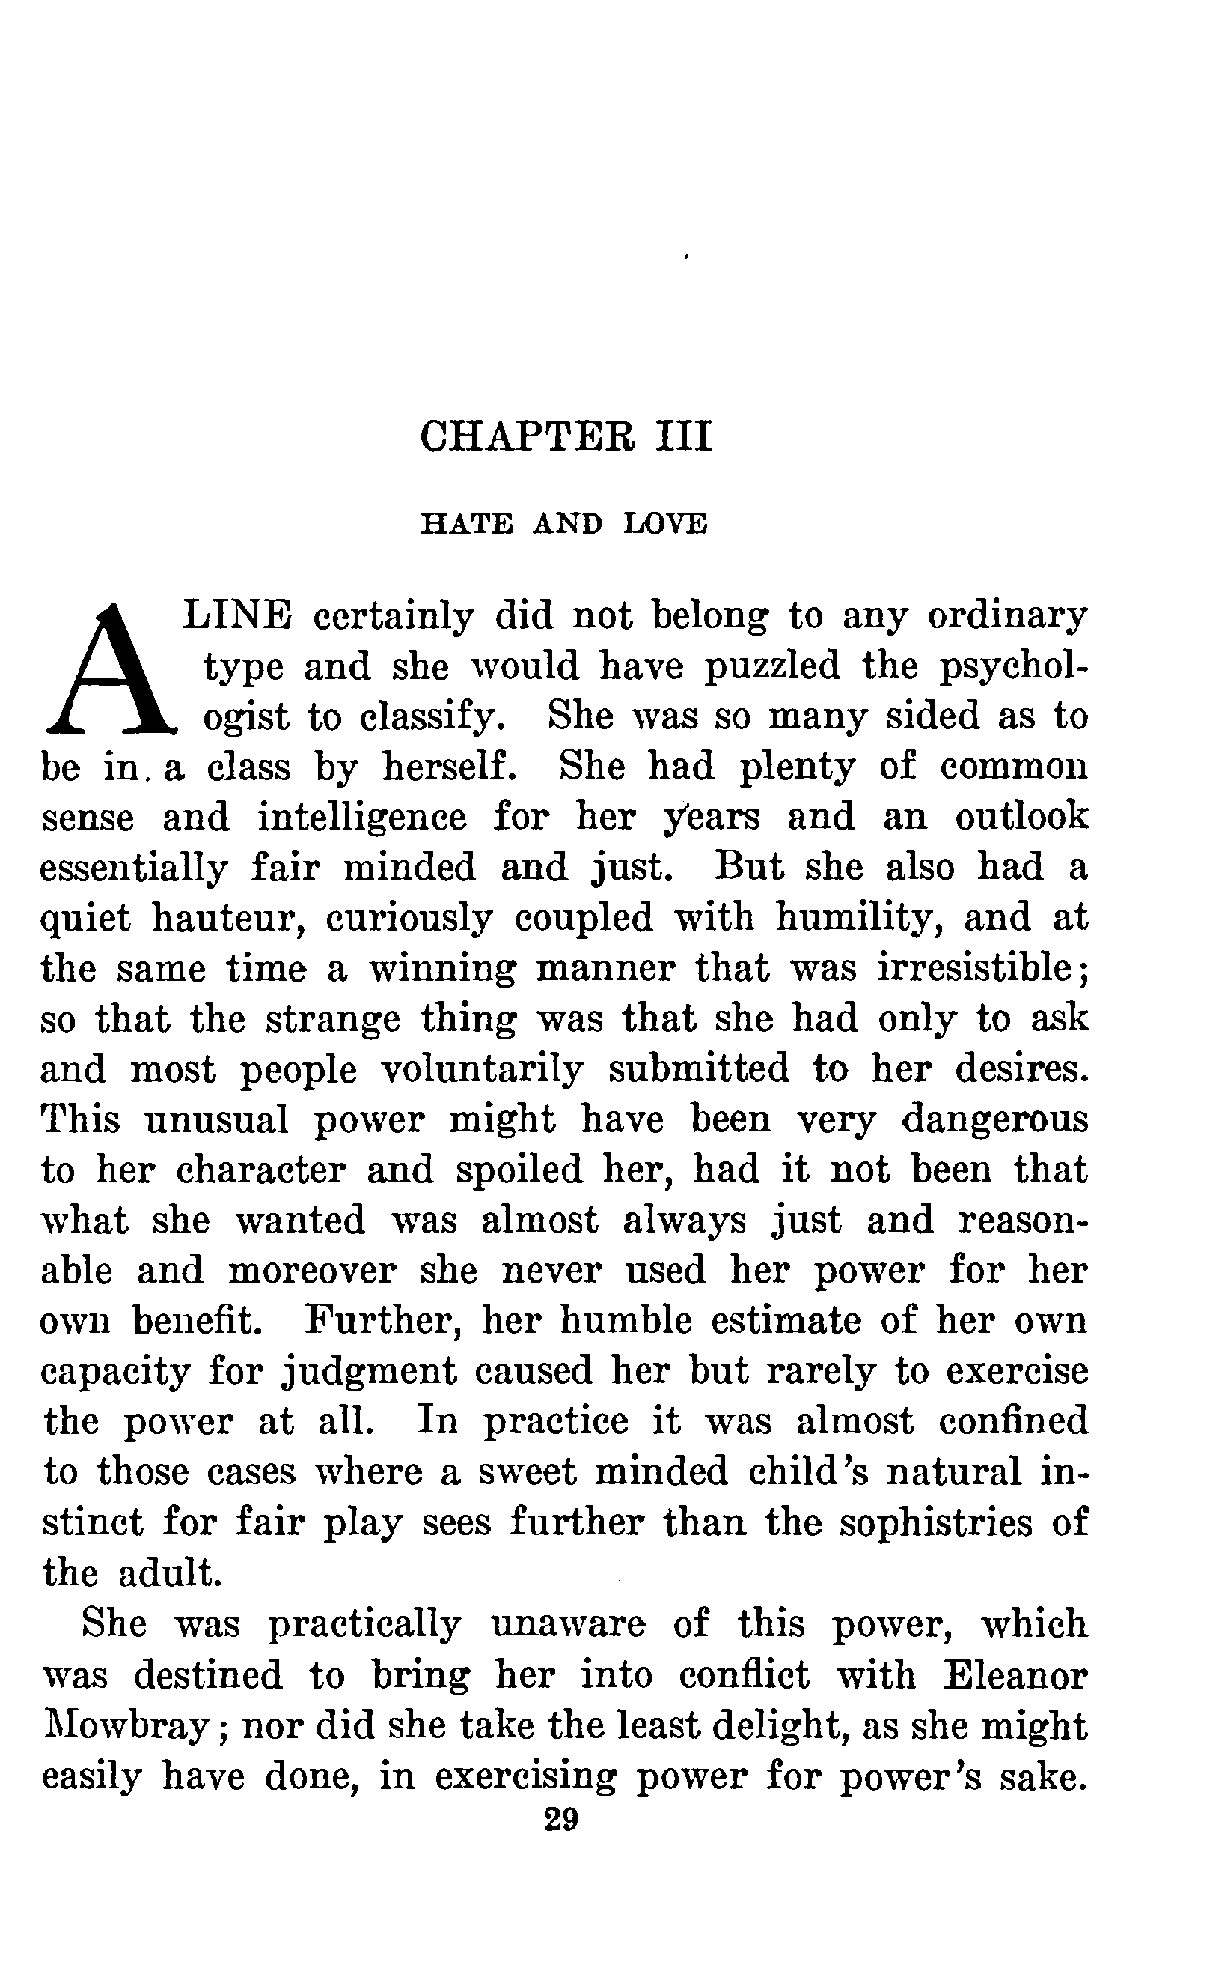 CHAPTER III
HATE AND LOVE
ALINE certainly did not belong to any ordinary
type and she would have puzzled the psychol-
ogist to classify. She was so many sided as to
be in a class by herself. She had plenty of common
sense and intelligence for her years and an outlook
essentially fair minded and just. But she also had a
quiet hauteur, curiously coupled with humility, and at
the same time a winning manner that was irresistible;
so that the strange thing was that she had only to ask
and most people voluntarily submitted to her desires.
This unusual power might have been very dangerous
to her character and spoiled her, had it not been that
what she wanted was almost always just and reason-
able and moreover she never used her power for her
own benefit. Further, her humble estimate of her own
capacity for judgment caused her but rarely to exercise
the power at all. In practice it was almost confined
to those cases where a sweet minded child's natural in-
stinct for fair play sees further than the sophistries of
the adult.
She was practically unaware of this power, which
was destined to bring her into conflict with Eleanor
Mowbray; nor did she take the least delight, as she might
easily have done, in exercising power for power's sake.
29